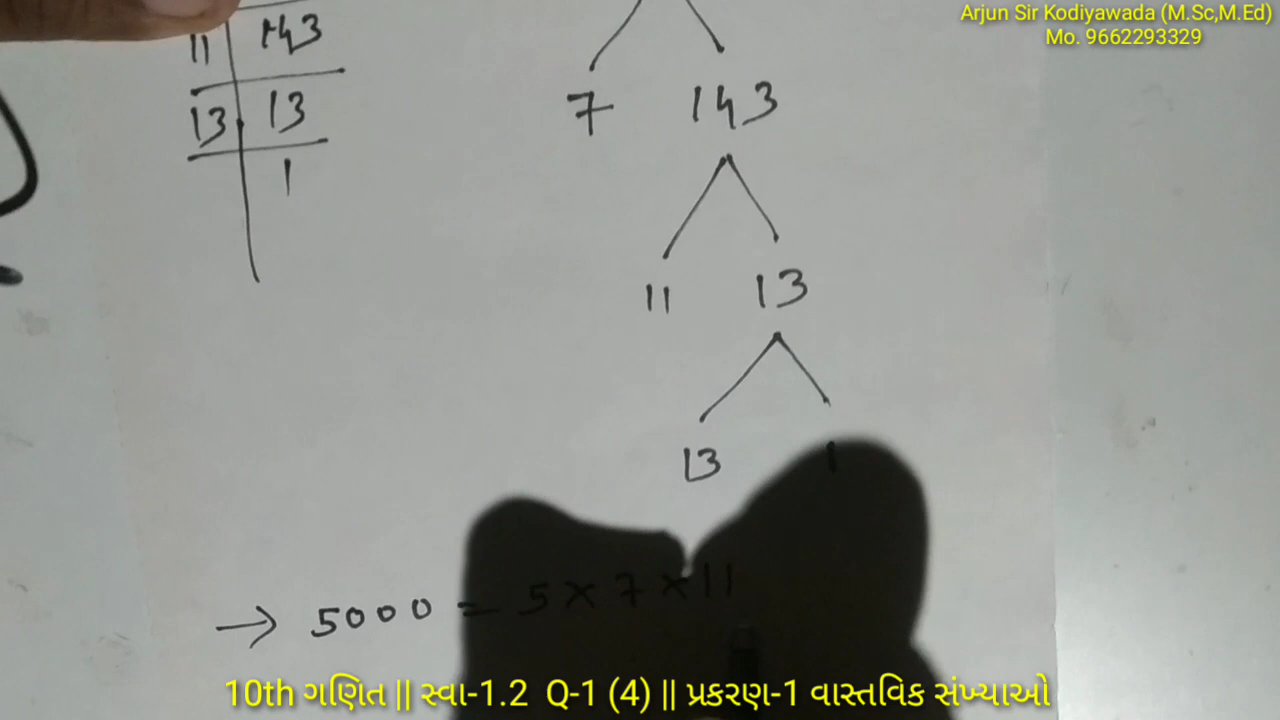 Arjun Sir Kodiyawada (M.Sc,M.Ed)
Mo. 9662293329
11 143
13 13
1
7 143
11 13
13 1
→ 5000 = 5 × 7 × 11
10th ગણિત || સ્વા-1.2 Q-1 (4) || પ્રકરણ-1 વાસ્તવિક સંખ્યાઓ